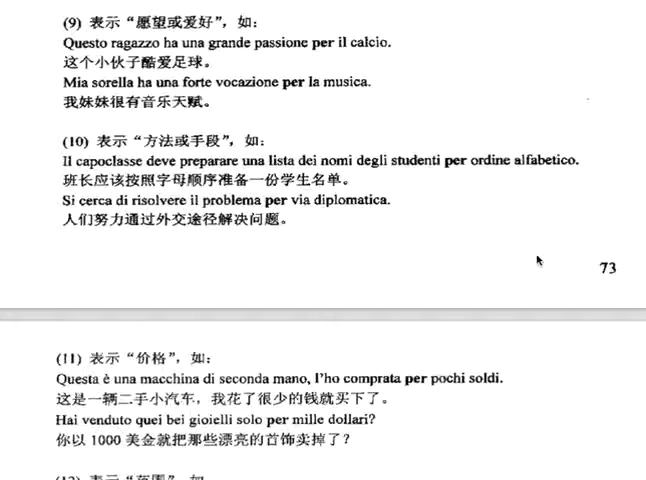 (9) 表示“愿望或爱好”，如：
Questo ragazzo ha una grande passione per il calcio.
这个小伙子酷爱足球。
Mia sorella ha una forte vocazione per la musica.
我妹妹很有音乐天赋。
(10) 表示“方法或手段”，如：
Il capoclasse deve preparare una lista dei nomi degli studenti per ordine alfabetico.
班长应该按照字母顺序准备一份学生名单。
Si cerca di risolvere il problema per via diplomatica.
人们努力通过外交途径解决问题。
73
(11) 表示“价格”，如：
Questa è una macchina di seconda mano, l'ho comprata per pochi soldi.
这是一辆二手小汽车，我花了很少的钱就买下了。
Hai venduto quei bei gioielli solo per mille dollari?
你以 1000 美金就把那些漂亮的首饰卖掉了？